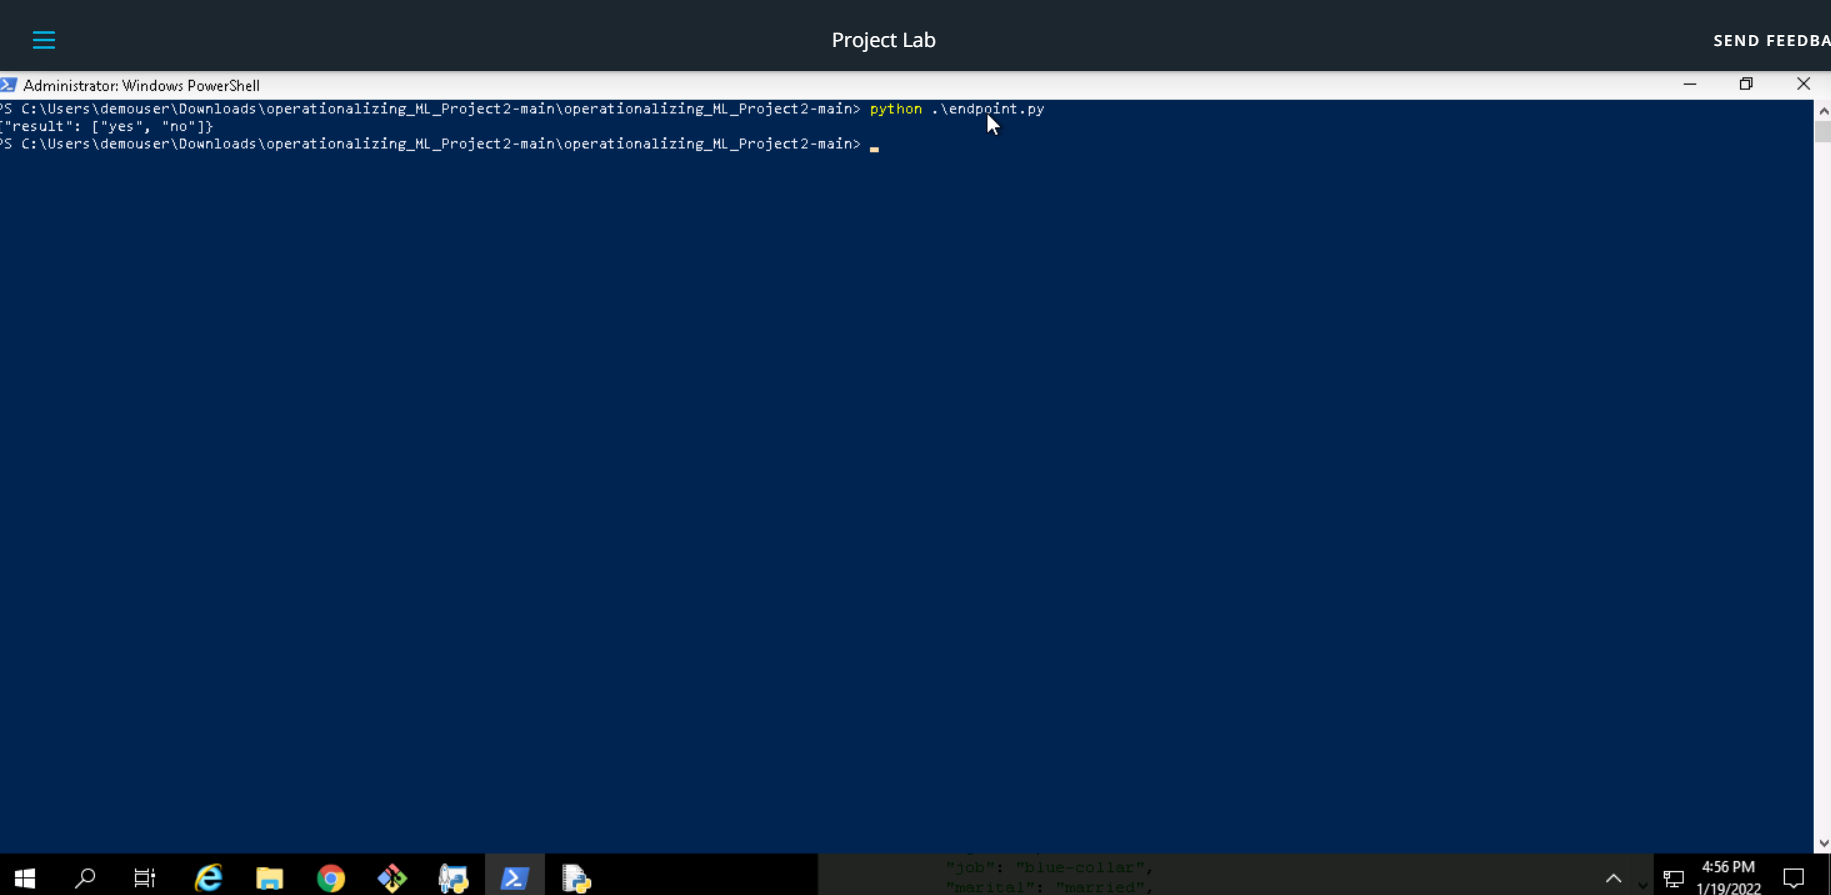 Project Lab
SEND FEEDBA
Administrator: Windows PowerShell
PS C:\Users\demouser\Downloads\operationalizing_ML_Project2-main\operationalizing_ML_Project2-main> python .\endpoint.py
{"result": ["yes", "no"]}
PS C:\Users\demouser\Downloads\operationalizing_ML_Project2-main\operationalizing_ML_Project2-main>
"job": "blue-collar",
"marital": "married",
4:56 PM
1/19/2022